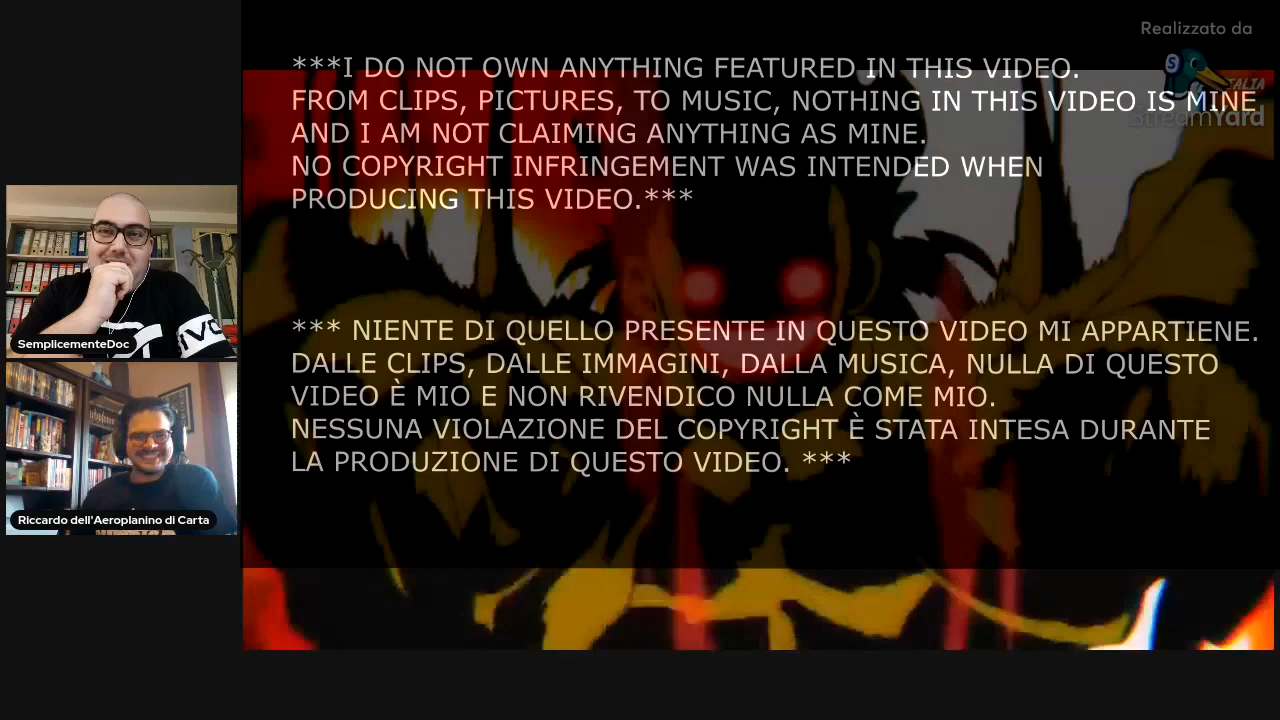 Realizzato da
***I DO NOT OWN ANYTHING FEATURED IN THIS VIDEO.
FROM CLIPS, PICTURES, TO MUSIC, NOTHING IN THIS VIDEO IS MINE
AND I AM NOT CLAIMING ANYTHING AS MINE.
NO COPYRIGHT INFRINGEMENT WAS INTENDED WHEN
PRODUCING THIS VIDEO.***
ITALIA
StreamYard
*** NIENTE DI QUELLO PRESENTE IN QUESTO VIDEO MI APPARTIENE.
DALLE CLIPS, DALLE IMMAGINI, DALLA MUSICA, NULLA DI QUESTO
VIDEO È MIO E NON RIVENDICO NULLA COME MIO.
NESSUNA VIOLAZIONE DEL COPYRIGHT È STATA INTESA DURANTE
LA PRODUZIONE DI QUESTO VIDEO. ***
SemplicementeDoc
Riccardo dell'Aeroplanino di Carta